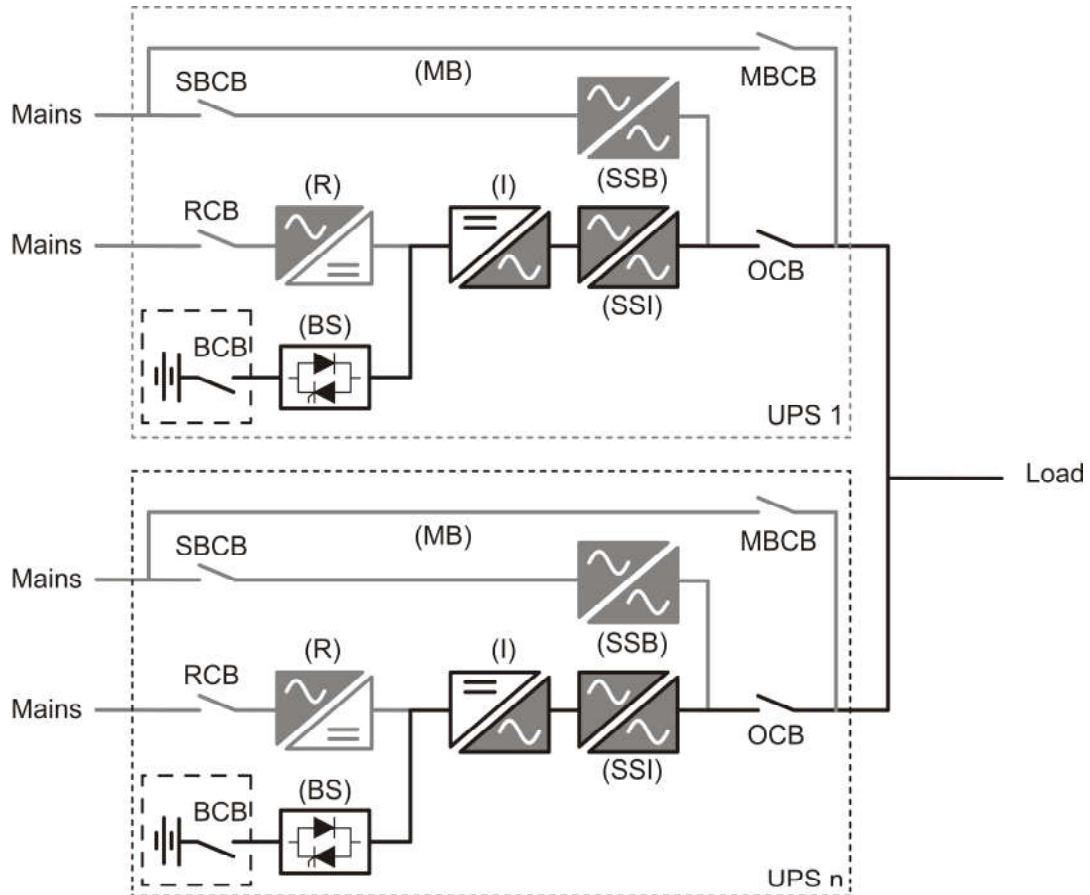 (MB)
MBCB
SBCB
Mains
(SSB)
(R)
(I)
RCB
Mains
OCB
(SSI)
(BS)
BCB
UPS 1
Load
(MB)
MBCB
SBCB
Mains
(SSB)
(R)
(I)
RCB
Mains
OCB
(SSI)
(BS)
BCB
UPS n